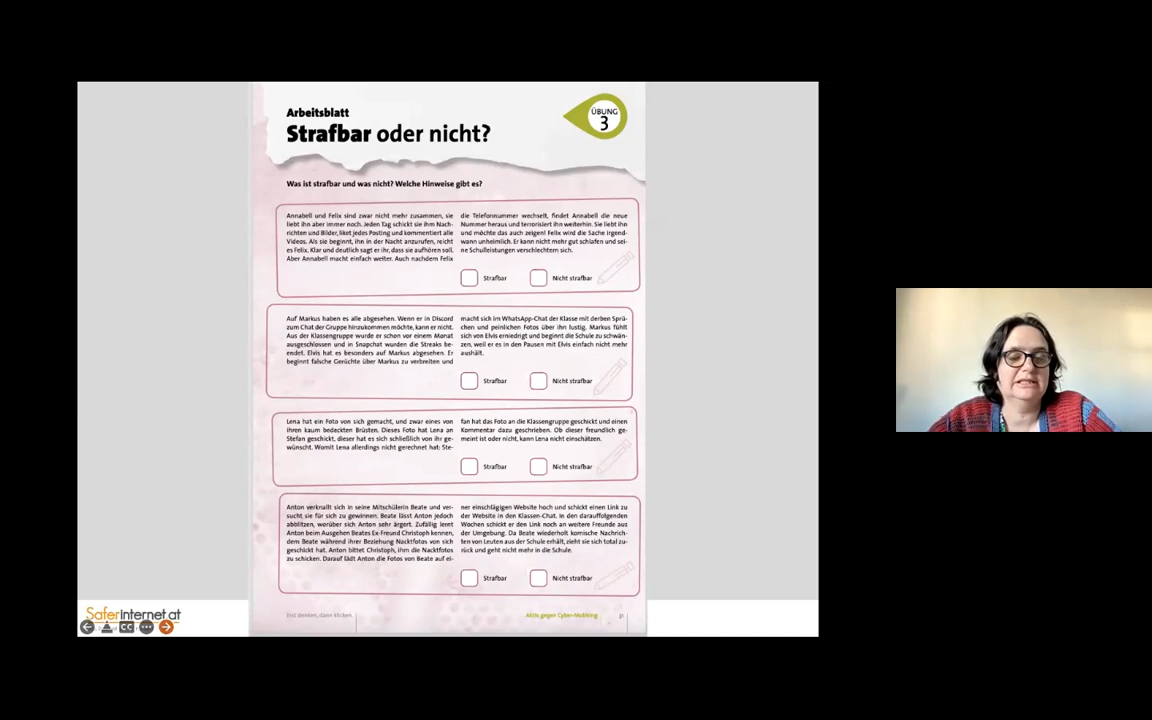 Arbeitsblatt
Strafbar oder nicht?
ÜBUNG
3
Was ist strafbar und was nicht? Welche Hinweise gibt es?
Annabell und Felix sind zwar nicht mehr zusammen, sie
liebt ihn aber immer noch. Jeden Tag schickt sie ihm Nach-
richten und Bilder, liket jedes Posting und kommentiert alle
Videos. Als sie beginnt, ihn in der Nacht anzurufen, reicht
es Felix. Klar und deutlich sagt er ihr, dass sie aufhören soll.
Aber Annabell macht einfach weiter. Auch nachdem Felix
die Telefonnummer wechselt, findet Annabell die neue
Nummer heraus und terrorisiert ihn weiterhin. Sie liebt ihn
und möchte das auch zeigen! Felix wird die Sache irgend-
wann unheimlich. Er kann nicht mehr gut schlafen und sei-
ne Schulleistungen verschlechtern sich.
Strafbar Nicht strafbar
Auf Markus haben es alle abgesehen. Wenn er in Discord
zum Chat der Gruppe hinzukommen möchte, kann er nicht.
Aus der Klassengruppe wurde er schon vor einem Monat
ausgeschlossen und in Snapchat wurden die Streaks be-
endet. Elvis hat es besonders auf Markus abgesehen. Er
beginnt falsche Gerüchte über Markus zu verbreiten und
macht sich im WhatsApp-Chat der Klasse mit derben Sprü-
chen und peinlichen Fotos über ihn lustig. Markus fühlt
sich von Elvis erniedrigt und beginnt die Schule zu schwän-
zen, weil er es in den Pausen mit Elvis einfach nicht mehr
aushält.
Strafbar Nicht strafbar
Lena hat ein Foto von sich gemacht, und zwar eines von
ihren kaum bedeckten Brüsten. Dieses Foto hat Lena an
Stefan geschickt, dieser hat es sich schließlich von ihr ge-
wünscht. Womit Lena allerdings nicht gerechnet hat: Ste-
fan hat das Foto an die Klassengruppe geschickt und einen
Kommentar dazu geschrieben. Ob dieser freundlich ge-
meint ist oder nicht, kann Lena nicht einschätzen.
Strafbar Nicht strafbar
Anton verknallt sich in seine Mitschülerin Beate und ver-
sucht sie für sich zu gewinnen. Beate lässt Anton jedoch
abblitzen, worüber sich Anton sehr ärgert. Zufällig lernt
Anton beim Ausgehen Beates Ex-Freund Christoph kennen,
dem Beate während ihrer Beziehung Nacktfotos von sich
geschickt hat. Anton bittet Christoph, ihm die Nacktfotos
zu schicken. Darauf lädt Anton die Fotos von Beate auf ei-
ner einschlägigen Website hoch und schickt einen Link zu
der Website in den Klassen-Chat. In den darauffolgenden
Wochen schickt er den Link noch an weitere Freunde aus
der Umgebung. Da Beate wiederholt komische Nachrich-
ten von Leuten aus der Schule erhält, zieht sie sich total zu-
rück und geht nicht mehr in die Schule.
Strafbar Nicht strafbar
Erst denken, dann klicken.
Aktiv gegen Cyber-Mobbing
31
Saferinternet.at
CC